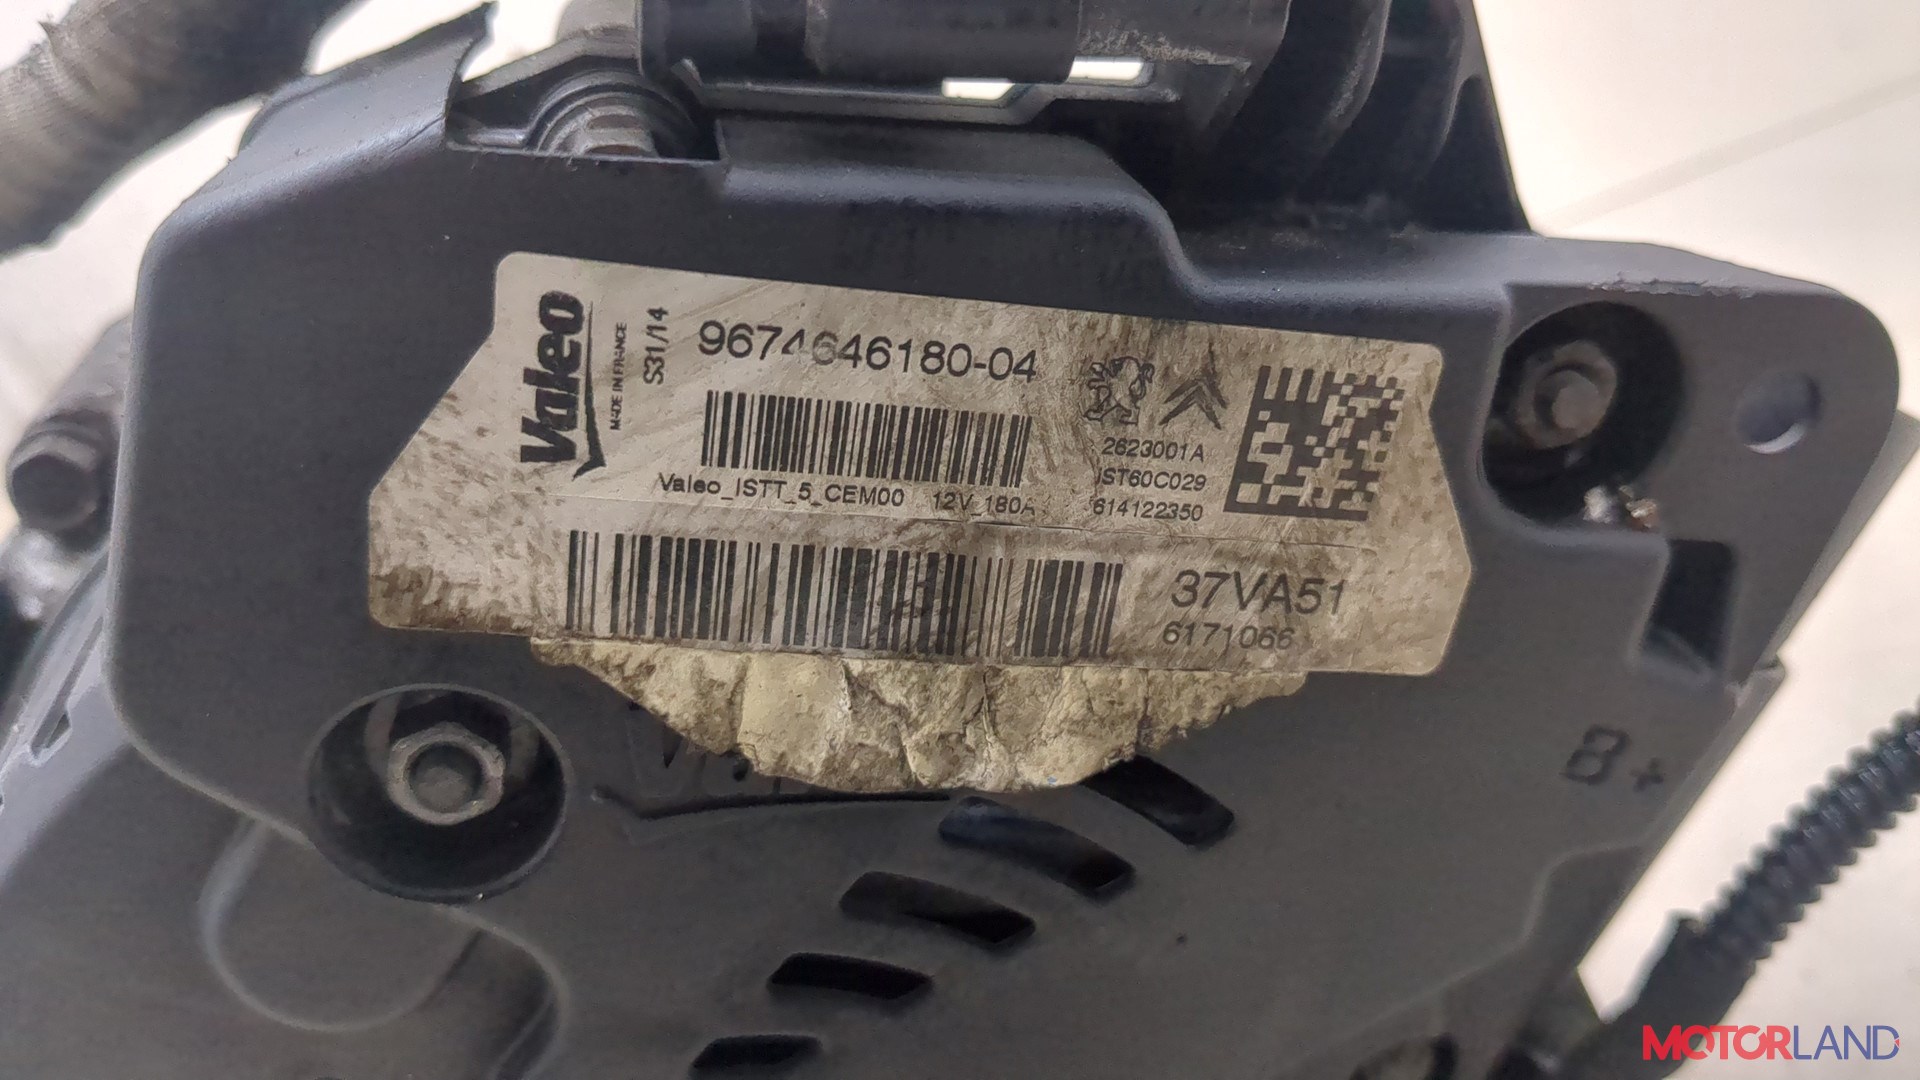 Valeo
MADE IN FRANCE
S31/14
9674646180-04
2623001A
IST60C029
614122350
Valeo_ISTT_5_CEM00 12V_180A
37VA51
6171066
B+
MOTORLAND